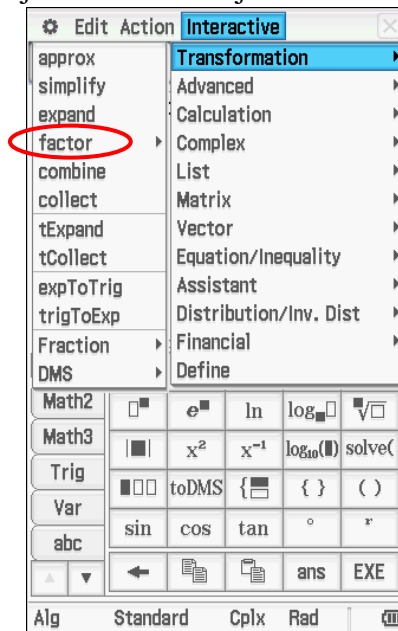 Edit Action Interactive
approx
simplify
expand
factor
combine
collect
tExpand
tCollect
expToTrig
trigToExp
Fraction
DMS
Transformation
Advanced
Calculation
Complex
List
Matrix
Vector
Equation/Inequality
Assistant
Distribution/Inv. Dist
Financial
Define
Math2
Math3
Trig
Var
abc
e■ ln log■□ ■√□
|■| x² x⁻¹ log₁₀(■) solve(
■□□ toDMS { } ( )
sin cos tan ° r
ans EXE
Alg Standard Cplx Rad